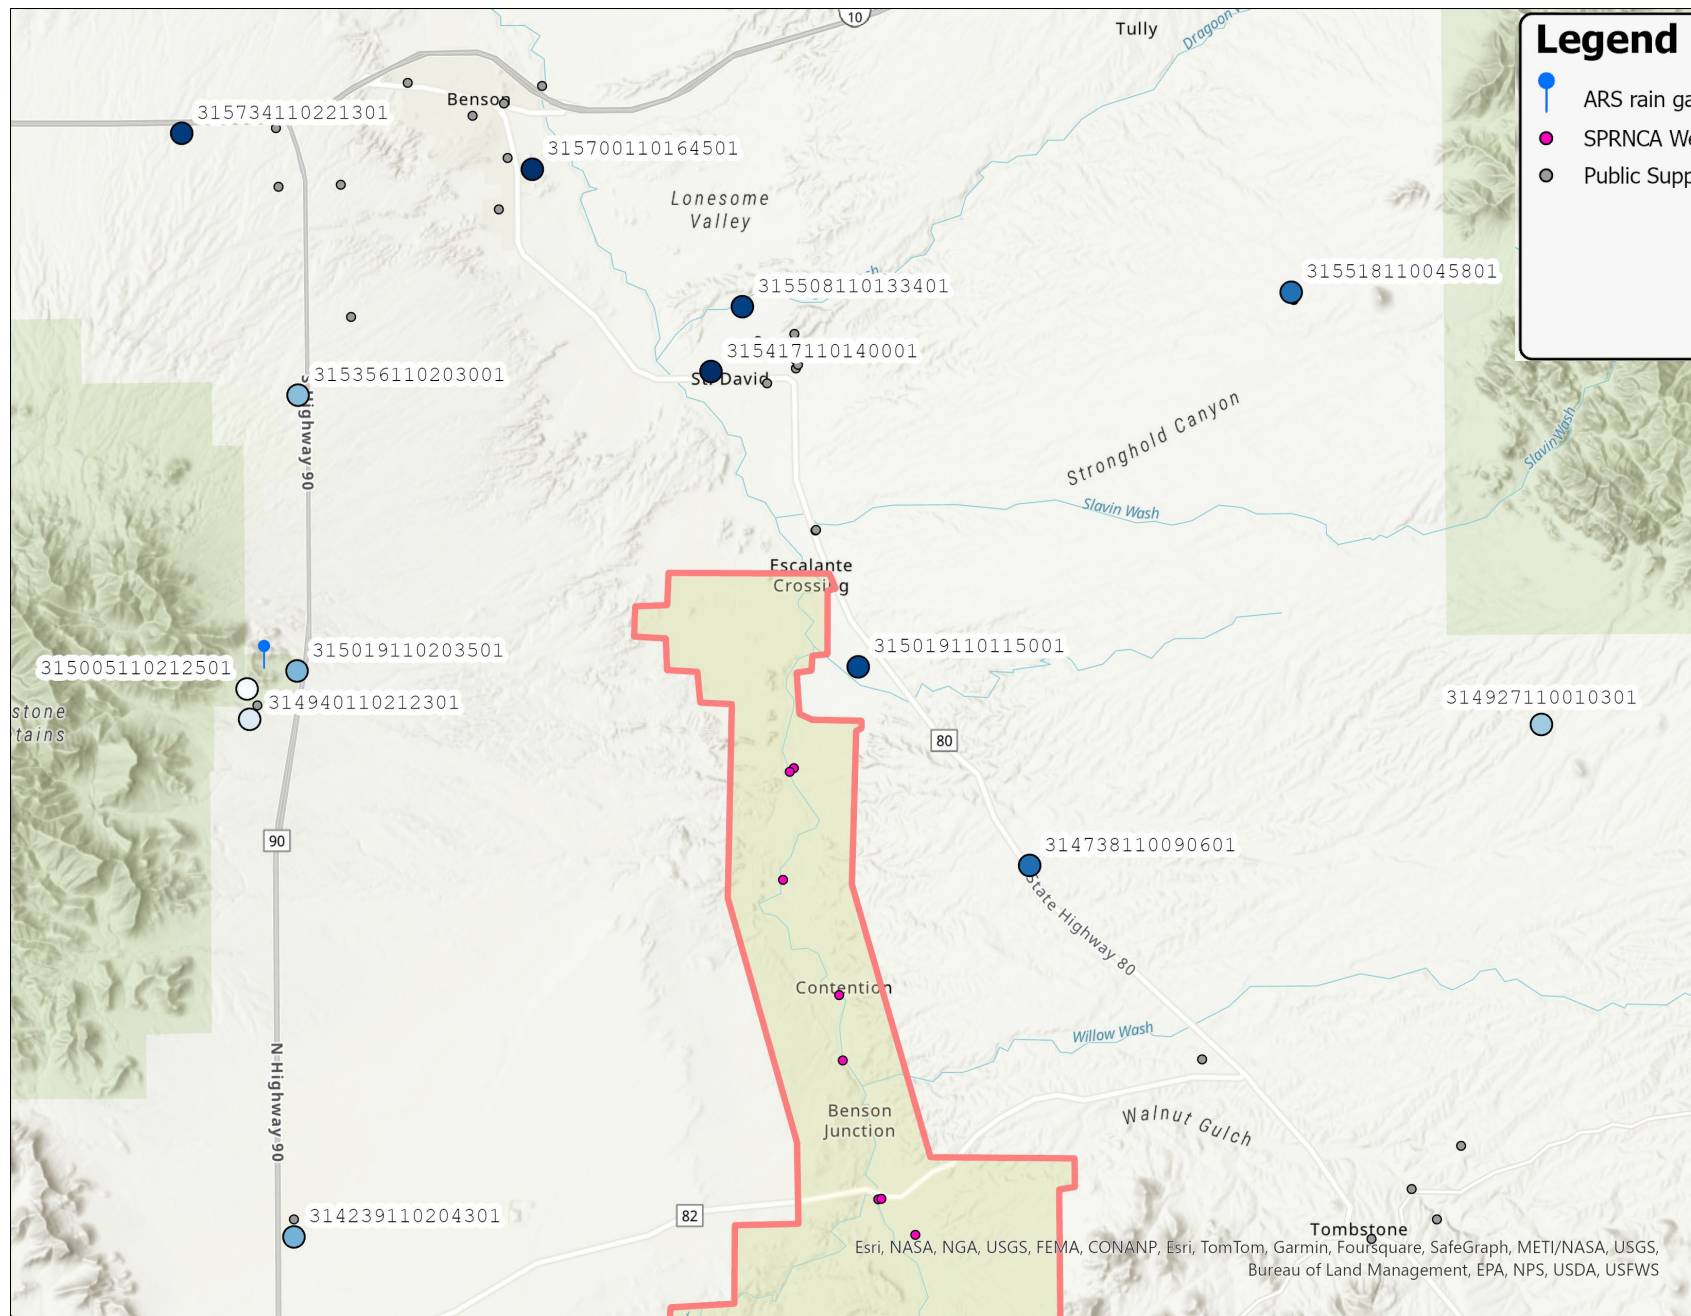 10
Tully
Dragoon
Legend
ARS rain ga
SPRNCA We
Public Supp
Benson
315734110221301
315700110164501
Lonesome
Valley
315518110045801
315508110133401
sh
315417110140001
St. David
315356110203001
S Highway 90
Stronghold Canyon
Slavin Wash
Slavin Wash
Escalante
Crossing
315019110203501
315019110115001
315005110212501
314940110212301
314927110010301
stone
tains
80
90
314738110090601
State Highway 80
Contention
Willow Wash
N Highway 90
Benson
Junction
Walnut Gulch
314239110204301
82
Tombstone
Esri, NASA, NGA, USGS, FEMA, CONANP, Esri, TomTom, Garmin, Foursquare, SafeGraph, METI/NASA, USGS,
Bureau of Land Management, EPA, NPS, USDA, USFWS